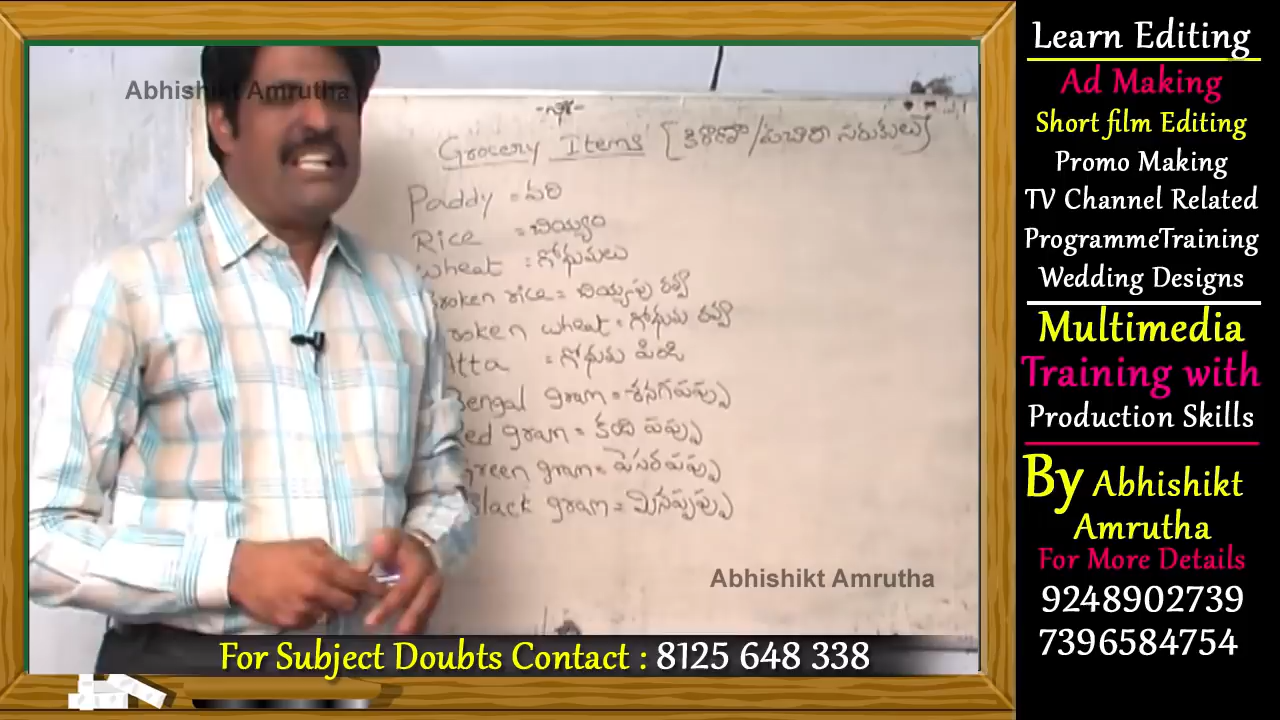 Abhishikt Amrutha
Grocery Items [కిరాణా/పచారీ సరుకులు]
Paddy = వరి
Rice = బియ్యం
Wheat = గోధుమలు
Broken rice = బియ్యపు రవ్వ
Broken wheat = గోధుమ రవ్వ
Atta = గోధుమ పిండి
Bengal gram = శనగపప్పు
Red gram = కంది పప్పు
Green gram = పెసరపప్పు
Black gram = మినపప్పు
Abhishikt Amrutha
For Subject Doubts Contact : 8125 648 338
Learn Editing
Ad Making
Short film Editing
Promo Making
TV Channel Related
ProgrammeTraining
Wedding Designs
Multimedia
Training with
Production Skills
By Abhishikt
Amrutha
For More Details
9248902739
7396584754